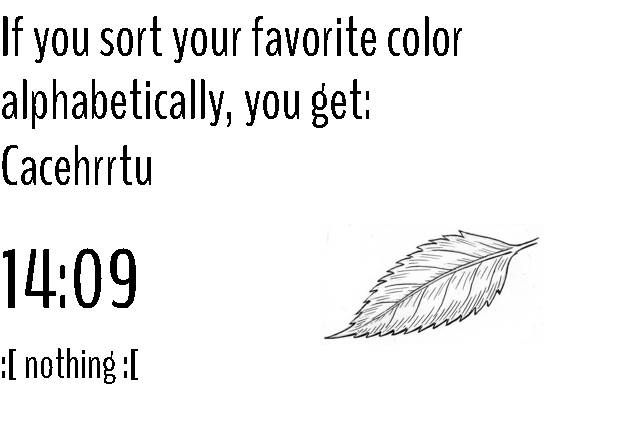 If you sort your favorite color
alphabetically, you get:
Cacehrrtu
14:09
:[ nothing :[